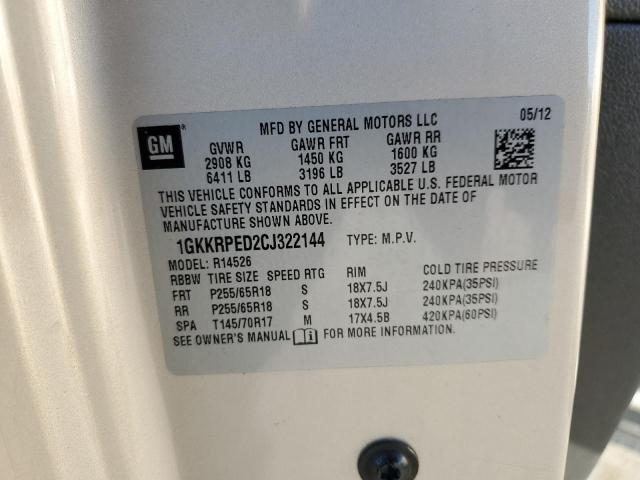 MFD BY GENERAL MOTORS LLC 05/12
GM GVWR GAWR FRT GAWR RR
2908 KG 1450 KG 1600 KG
6411 LB 3196 LB 3527 LB
THIS VEHICLE CONFORMS TO ALL APPLICABLE U.S. FEDERAL MOTOR
VEHICLE SAFETY STANDARDS IN EFFECT ON THE DATE OF
MANUFACTURE SHOWN ABOVE.
1GKKRPED2CJ322144 TYPE: M.P.V.
MODEL: R14526
RBBW TIRE SIZE SPEED RTG RIM COLD TIRE PRESSURE
FRT P255/65R18 S 18X7.5J 240KPA(35PSI)
RR P255/65R18 S 18X7.5J 240KPA(35PSI)
SPA T145/70R17 M 17X4.5B 420KPA(60PSI)
SEE OWNER'S MANUAL i FOR MORE INFORMATION.